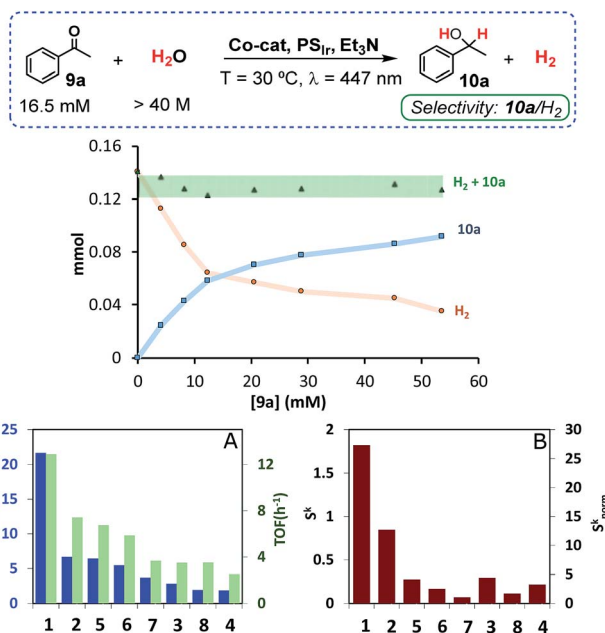 O
9a
+
H₂O
Co-cat, PS_Ir, Et₃N
T = 30 ºC, λ = 447 nm
HO H
10a
+
H₂
16.5 mM
> 40 M
Selectivity: 10a/H₂
0.16
0.12
0.08
0.04
0
mmol
H₂ + 10a
10a
H₂
0 10 20 30 40 50 60
[9a] (mM)
A
25
20
15
10
5
0
12
8
4
0
TOF(h⁻¹)
1 2 5 6 7 3 8 4
B
2
1.5
1
0.5
0
Sᵏ
30
25
20
15
10
5
0
Sᵏnorm
1 2 5 6 7 3 8 4